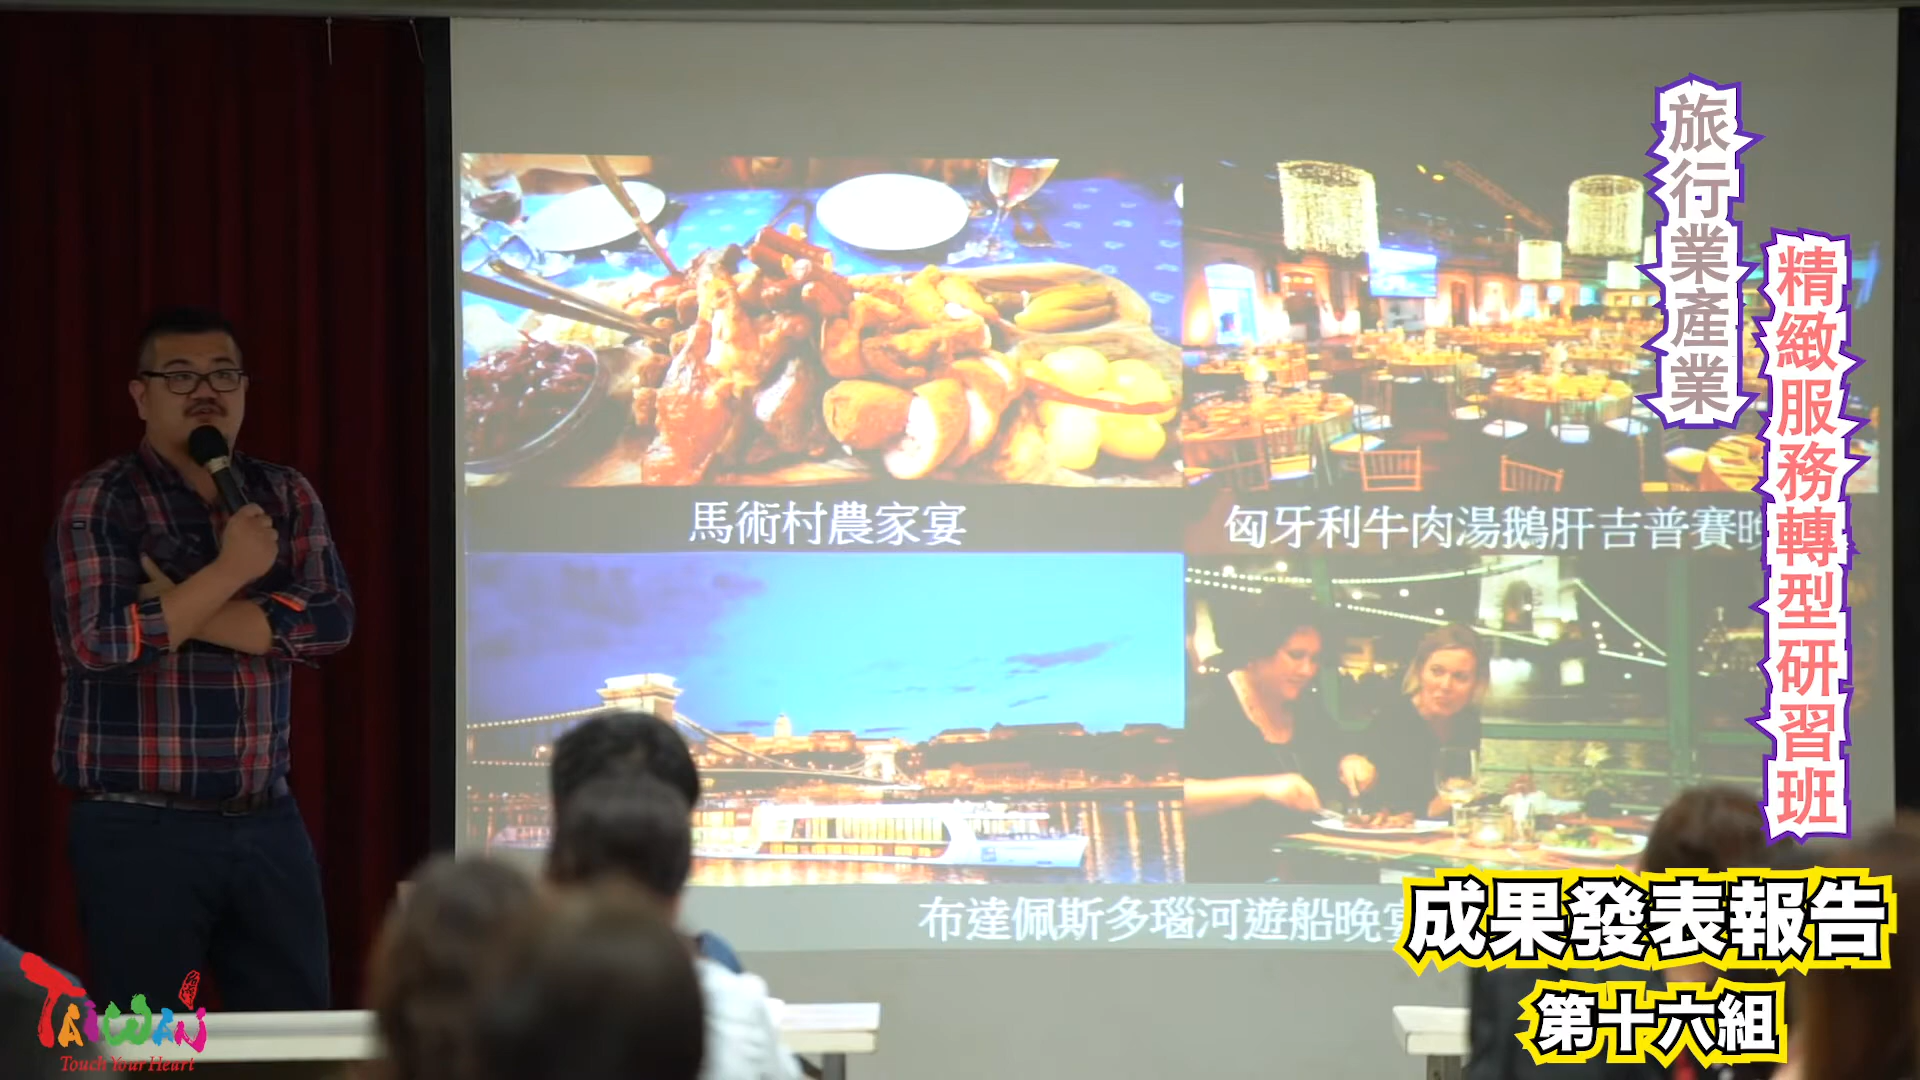 旅行業產業
精緻服務轉型研習班
馬術村農家宴
匈牙利牛肉湯鵝肝吉普賽晚
布達佩斯多瑙河遊船晚宴
成果發表報告
第十六組
TAIWAN
Touch Your Heart